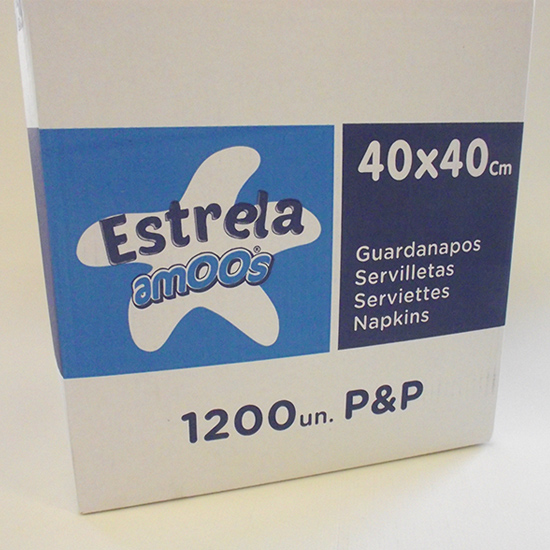 Estrela
amOOs®
40x40Cm
Guardanapos
Servilletas
Serviettes
Napkins
1200un. P&P